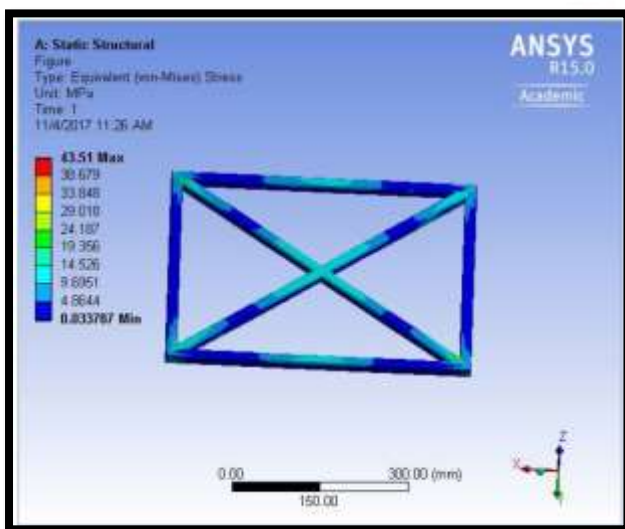 A: Static Structural
Figure
Type: Equivalent (von-Mises) Stress
Unit: MPa
Time: 1
11/4/2017 11:26 AM
ANSYS
R15.0
Academic
43.51 Max
38.679
33.848
29.018
24.187
19.356
14.526
9.6951
4.8644
0.033787 Min
0.00
300.00 (mm)
150.00
X
Z
Y